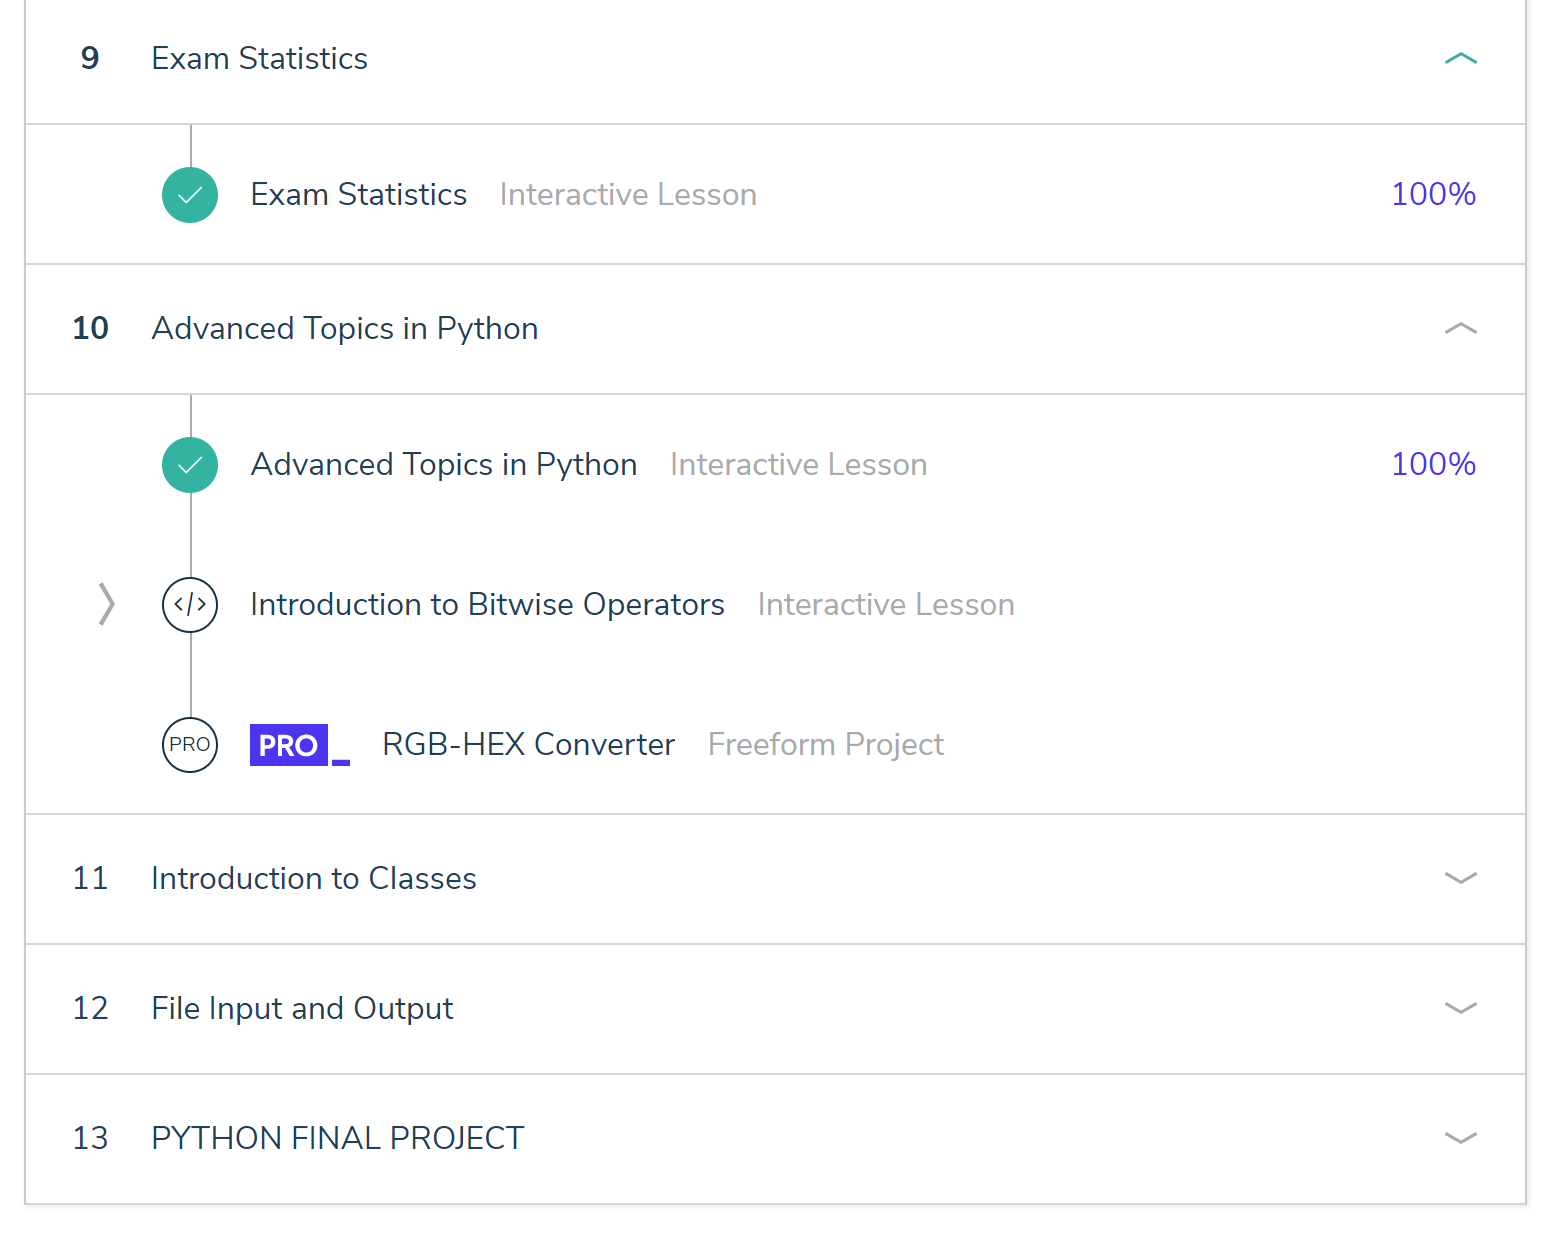 9 Exam Statistics
Exam Statistics Interactive Lesson 100%
10 Advanced Topics in Python
Advanced Topics in Python Interactive Lesson 100%
</> Introduction to Bitwise Operators Interactive Lesson
PRO PRO_ RGB-HEX Converter Freeform Project
11 Introduction to Classes
12 File Input and Output
13 PYTHON FINAL PROJECT